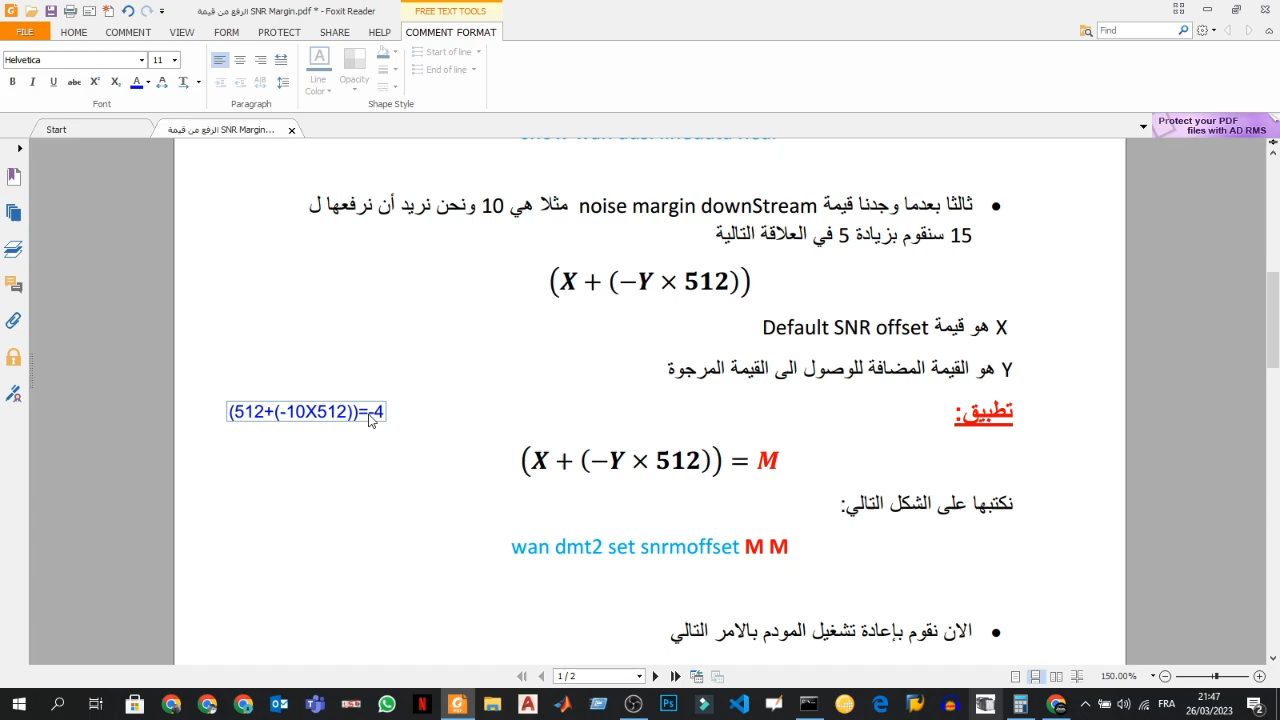 الرفع من قيمة SNR Margin.pdf * - Foxit Reader
FREE TEXT TOOLS
FILE
HOME
COMMENT
VIEW
FORM
PROTECT
SHARE
HELP
COMMENT FORMAT
Find
Helvetica
11
Line Color
Opacity
Start of line
End of line
Font
Paragraph
Shape Style
Start
الرفع من قيمة SNR Margin...
Protect your PDF
files with AD RMS
ثالثا بعدما وجدنا قيمة noise margin downStream مثلا هي 10 ونحن نريد أن نرفعها ل
15 سنقوم بزيادة 5 في العلاقة التالية
(X + (−Y × 512))
X هو قيمة Default SNR offset
Y هو القيمة المضافة للوصول الى القيمة المرجوة
تطبيق:
(512+(-10X512))=-4
(X + (−Y × 512)) = M
نكتبها على الشكل التالي:
wan dmt2 set snrmoffset M M
الان نقوم بإعادة تشغيل المودم بالامر التالي
1 / 2
150.00%
FRA
21:47
26/03/2023